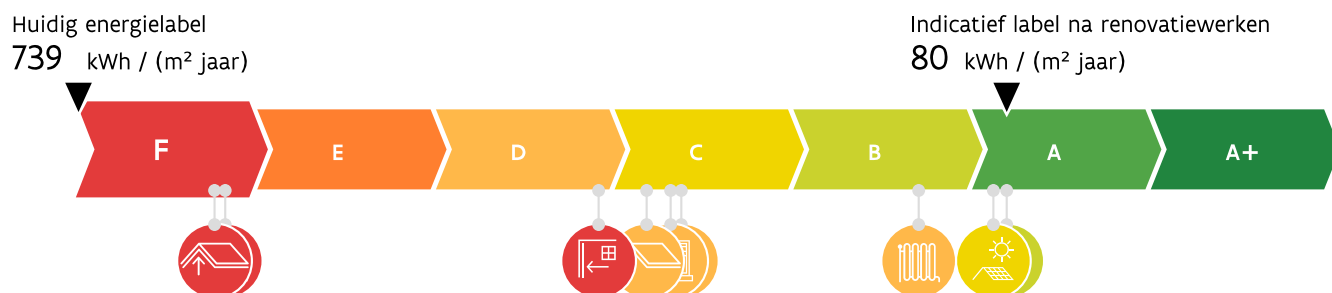 Huidig energielabel
739 kWh / (m² jaar)
Indicatief label na renovatiewerken
80 kWh / (m² jaar)
F E D C B A A+